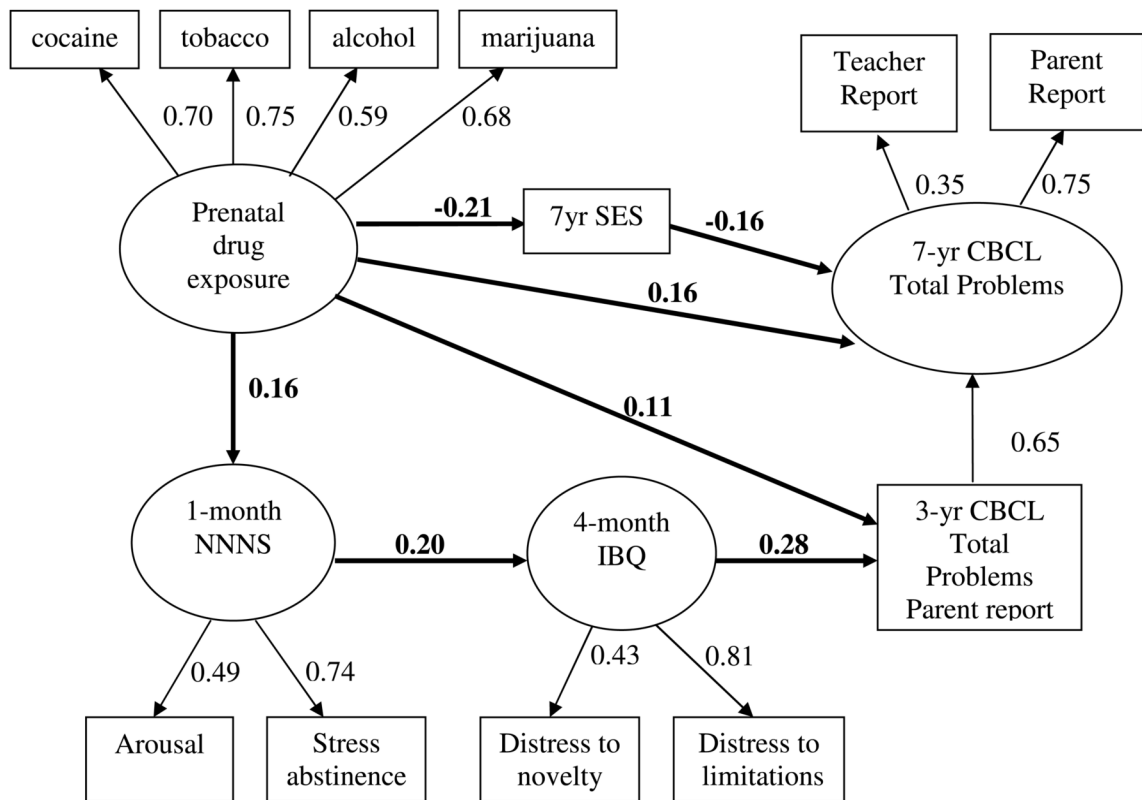 cocaine
tobacco
alcohol
marijuana
Teacher
Report
Parent
Report
0.70
0.75
0.59
0.68
0.35
0.75
Prenatal
drug
exposure
-0.21
7yr SES
-0.16
7-yr CBCL
Total Problems
0.16
0.16
0.11
0.65
1-month
NNNS
0.20
4-month
IBQ
0.28
3-yr CBCL
Total
Problems
Parent report
0.49
0.74
0.43
0.81
Arousal
Stress
abstinence
Distress to
novelty
Distress to
limitations